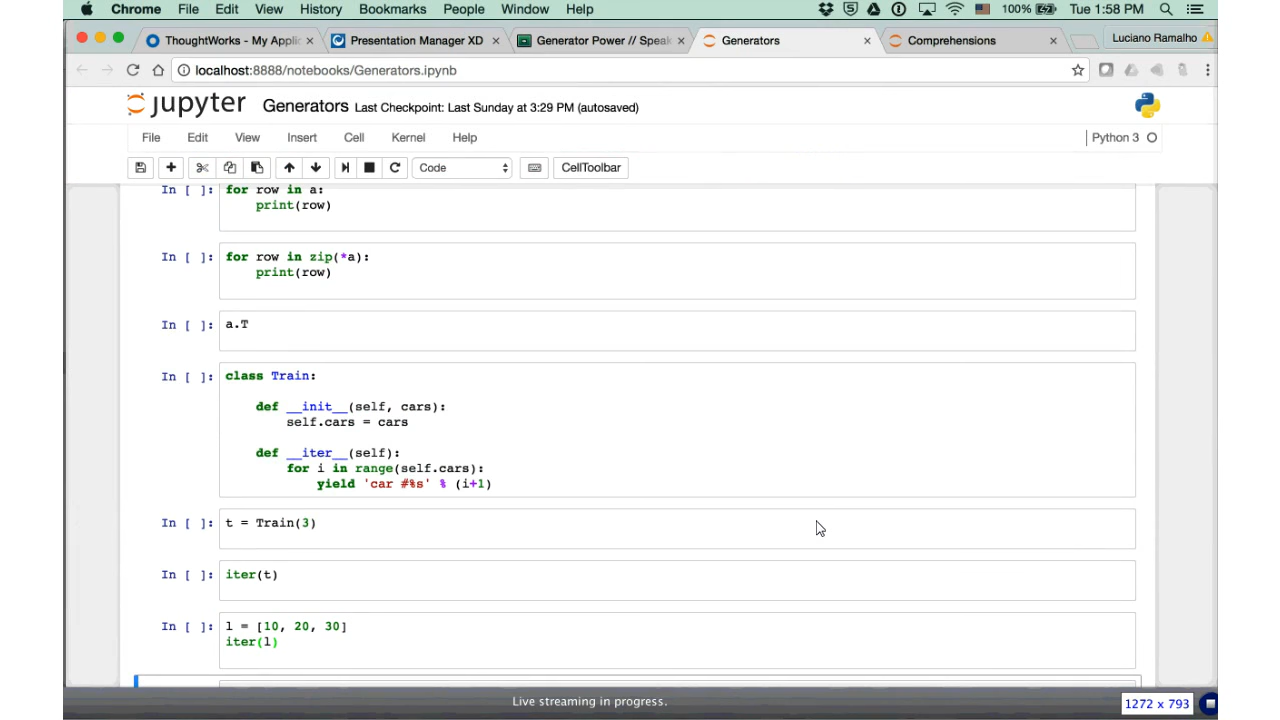 Chrome File Edit View History Bookmarks People Window Help 100% Tue 1:58 PM
ThoughtWorks - My Applic × Presentation Manager XD × Generator Power // Speak × Generators × Comprehensions × Luciano Ramalho
localhost:8888/notebooks/Generators.ipynb
jupyter Generators Last Checkpoint: Last Sunday at 3:29 PM (autosaved)
File Edit View Insert Cell Kernel Help Python 3
Code CellToolbar
In [ ]: for row in a:
print(row)
In [ ]: for row in zip(*a):
print(row)
In [ ]: a.T
In [ ]: class Train:
def __init__(self, cars):
self.cars = cars
def __iter__(self):
for i in range(self.cars):
yield 'car #%s' % (i+1)
In [ ]: t = Train(3)
In [ ]: iter(t)
In [ ]: l = [10, 20, 30]
iter(l)
Live streaming in progress.
1272 x 793